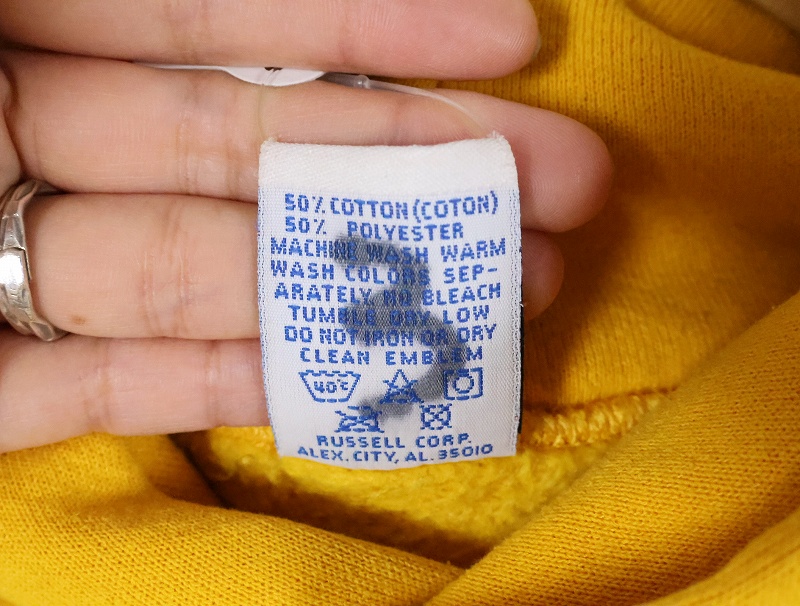 50% COTTON (COTON)
50% POLYESTER
MACHINE WASH WARM
WASH COLORS SEP-
ARATELY NO BLEACH
TUMBLE DRY LOW
DO NOT IRON OR DRY
CLEAN EMBLEM
40°C
RUSSELL CORP.
ALEX. CITY, AL. 35010